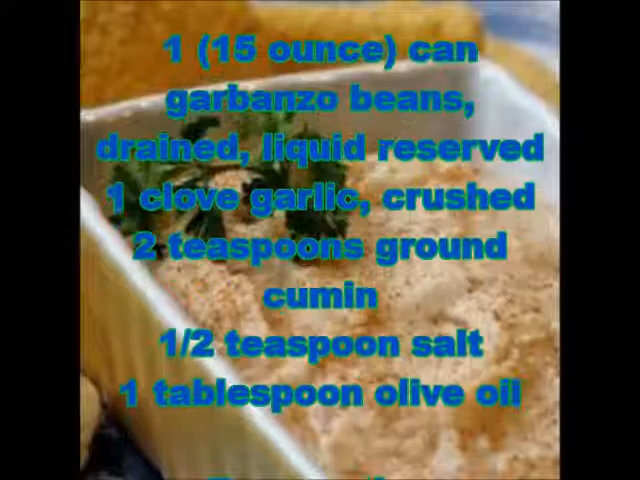 1 (15 ounce) can
garbanzo beans,
drained, liquid reserved
1 clove garlic, crushed
2 teaspoons ground
cumin
1/2 teaspoon salt
1 tablespoon olive oil